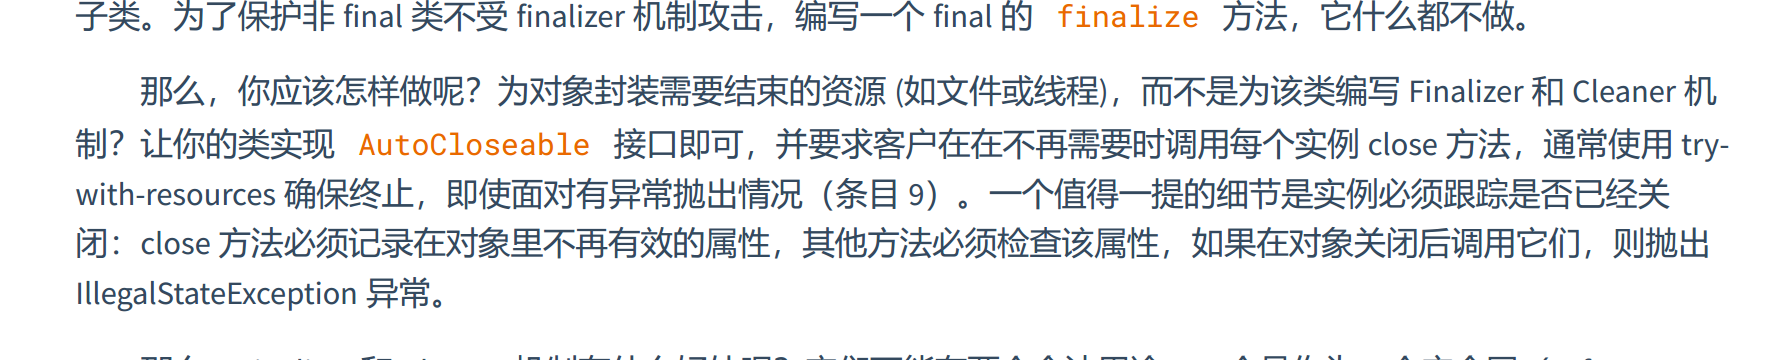 子类。为了保护非 final 类不受 finalizer 机制攻击，编写一个 final 的 finalize 方法，它什么都不做。
那么，你应该怎样做呢？为对象封装需要结束的资源 (如文件或线程)，而不是为该类编写 Finalizer 和 Cleaner 机
制？让你的类实现 AutoCloseable 接口即可，并要求客户在在不再需要时调用每个实例 close 方法，通常使用 try-
with-resources 确保终止，即使面对有异常抛出情况（条目 9）。一个值得一提的细节是实例必须跟踪是否已经关
闭：close 方法必须记录在对象里不再有效的属性，其他方法必须检查该属性，如果在对象关闭后调用它们，则抛出
IllegalStateException 异常。